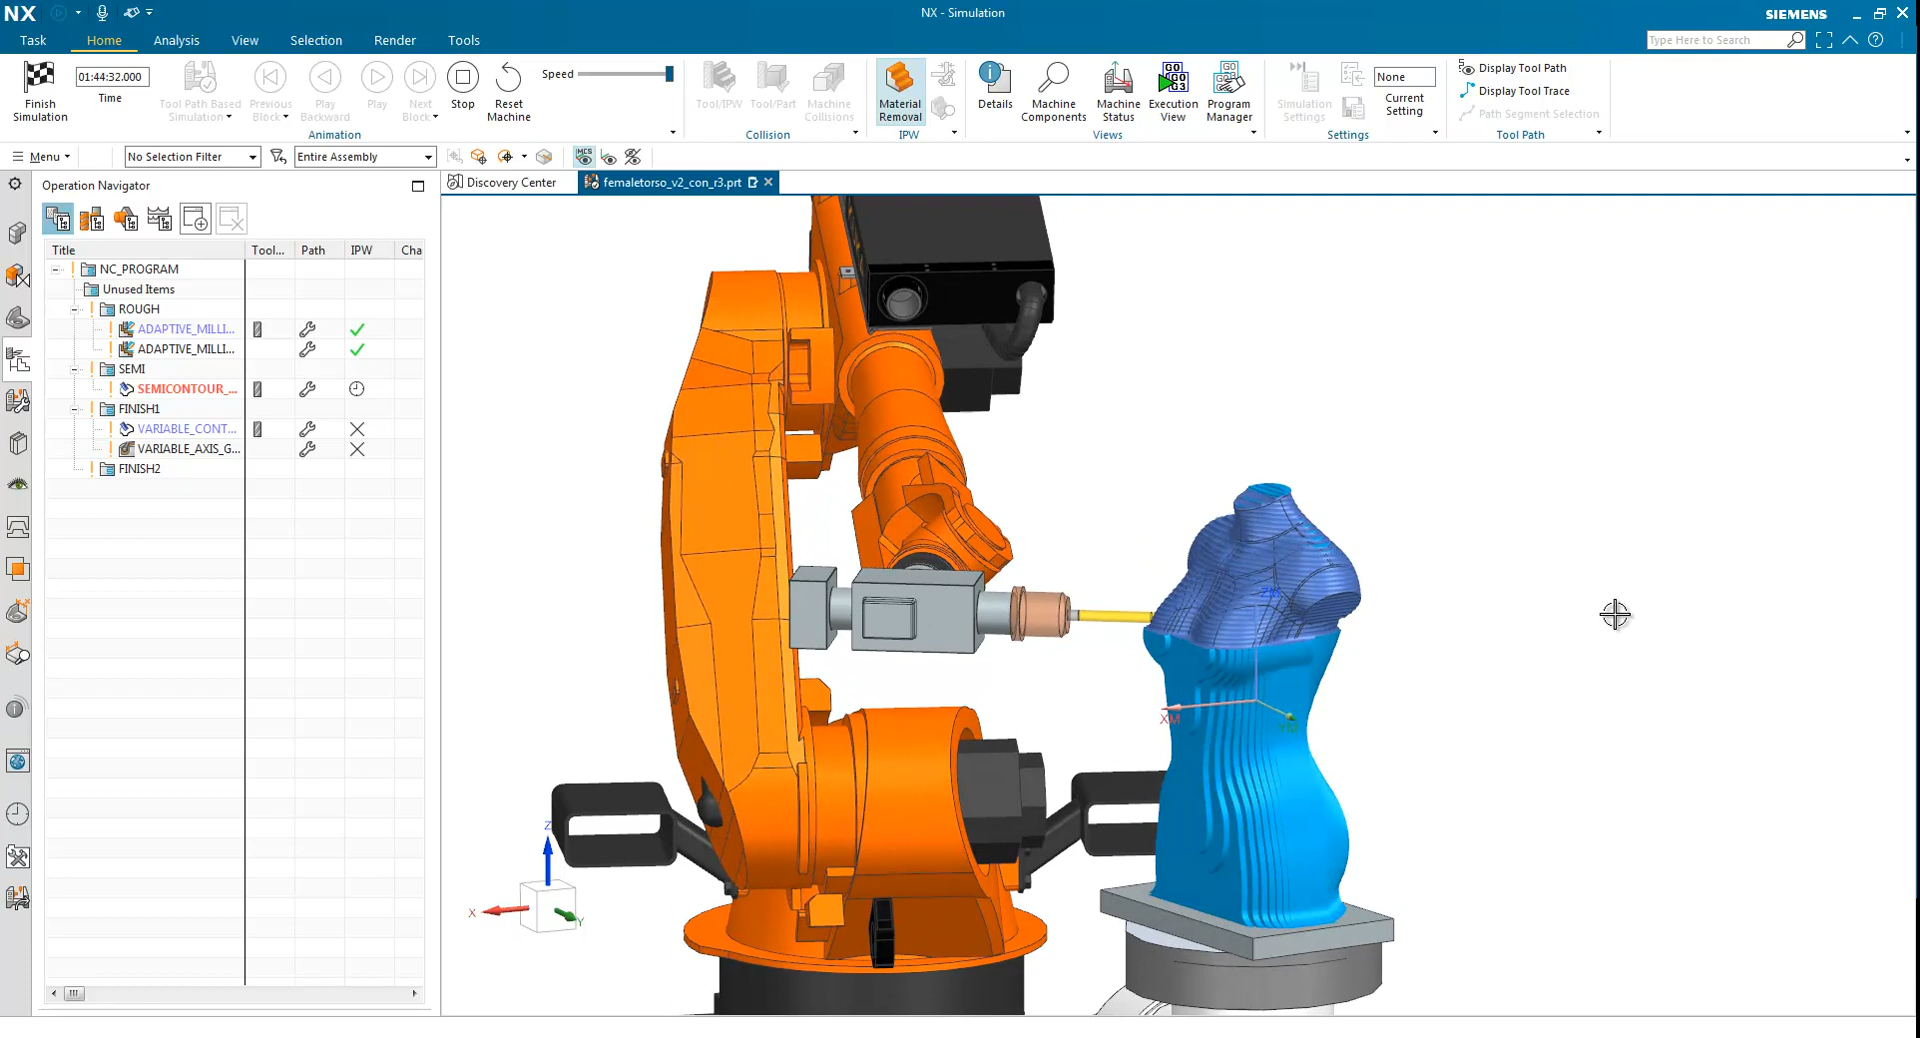 NX
NX - Simulation
SIEMENS
Task Home Analysis View Selection Render Tools
Type Here to Search
Finish Simulation
01:44:32.000
Time
Tool Path Based Simulation
Previous Block
Play Backward
Play
Next Block
Stop
Reset Machine
Speed
Animation
Tool/IPW
Tool/Part
Machine Collisions
Collision
Material Removal
IPW
Details
Machine Components
Machine Status
Execution View
Program Manager
Views
Simulation Settings
None
Current Setting
Settings
Display Tool Path
Display Tool Trace
Path Segment Selection
Tool Path
Menu
No Selection Filter
Entire Assembly
MCS
Operation Navigator
Discovery Center
femaletorso_v2_con_r3.prt
Title Tool... Path IPW Cha
NC_PROGRAM
Unused Items
ROUGH
ADAPTIVE_MILLI...
ADAPTIVE_MILLI...
SEMI
SEMICONTOUR_...
FINISH1
VARIABLE_CONT...
VARIABLE_AXIS_G...
FINISH2
ZM
XM
YM
Z
X
Y